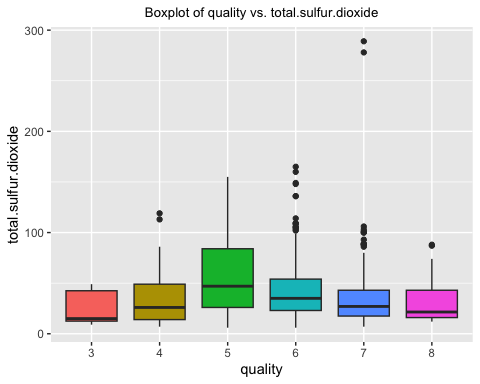 Boxplot of quality vs. total.sulfur.dioxide
300
200
100
0
total.sulfur.dioxide
3 4 5 6 7 8
quality